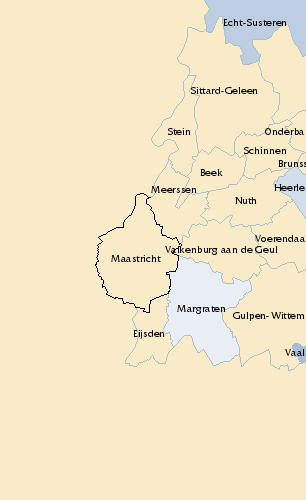 Echt-Susteren
Sittard-Geleen
Stein
Onderba
Schinnen
Brunss
Beek
Meerssen
Heerle
Nuth
Voerendaa
Valkenburg aan de Geul
Maastricht
Margraten
Gulpen- Wittem
Eijsden
Vaal